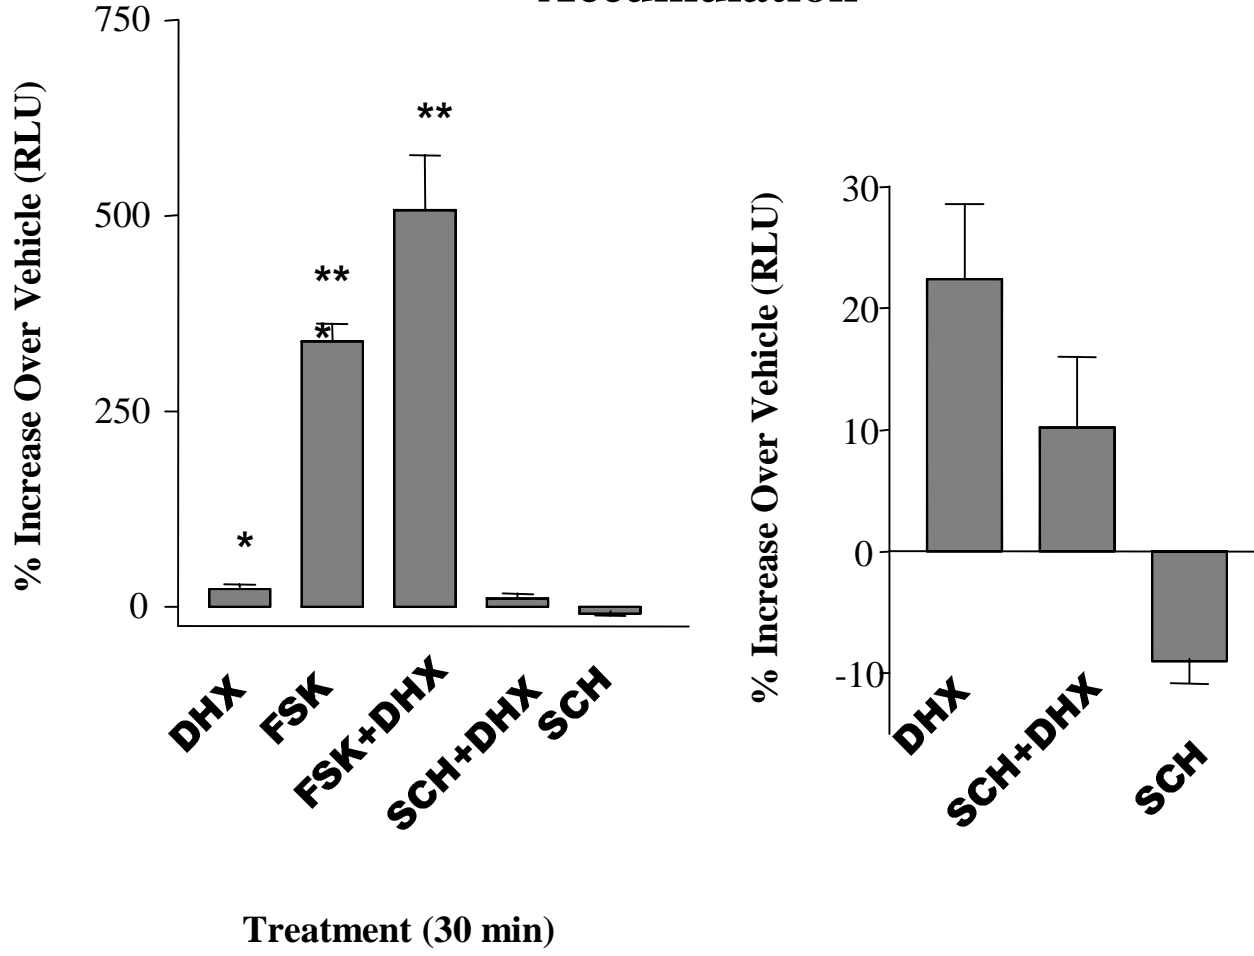 750
500
250
0
% Increase Over Vehicle (RLU)
*
**
*
**
DHX
FSK
FSK+DHX
SCH+DHX
SCH
Treatment (30 min)
30
20
10
0
-10
% Increase Over Vehicle (RLU)
DHX
SCH+DHX
SCH